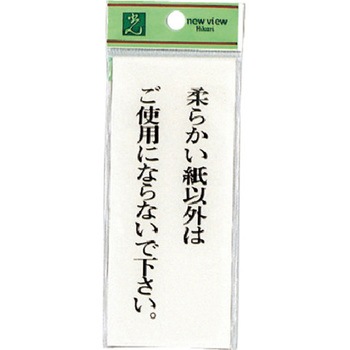 new view
Hikari
柔らかい紙以外は
ご使用にならないで下さい。